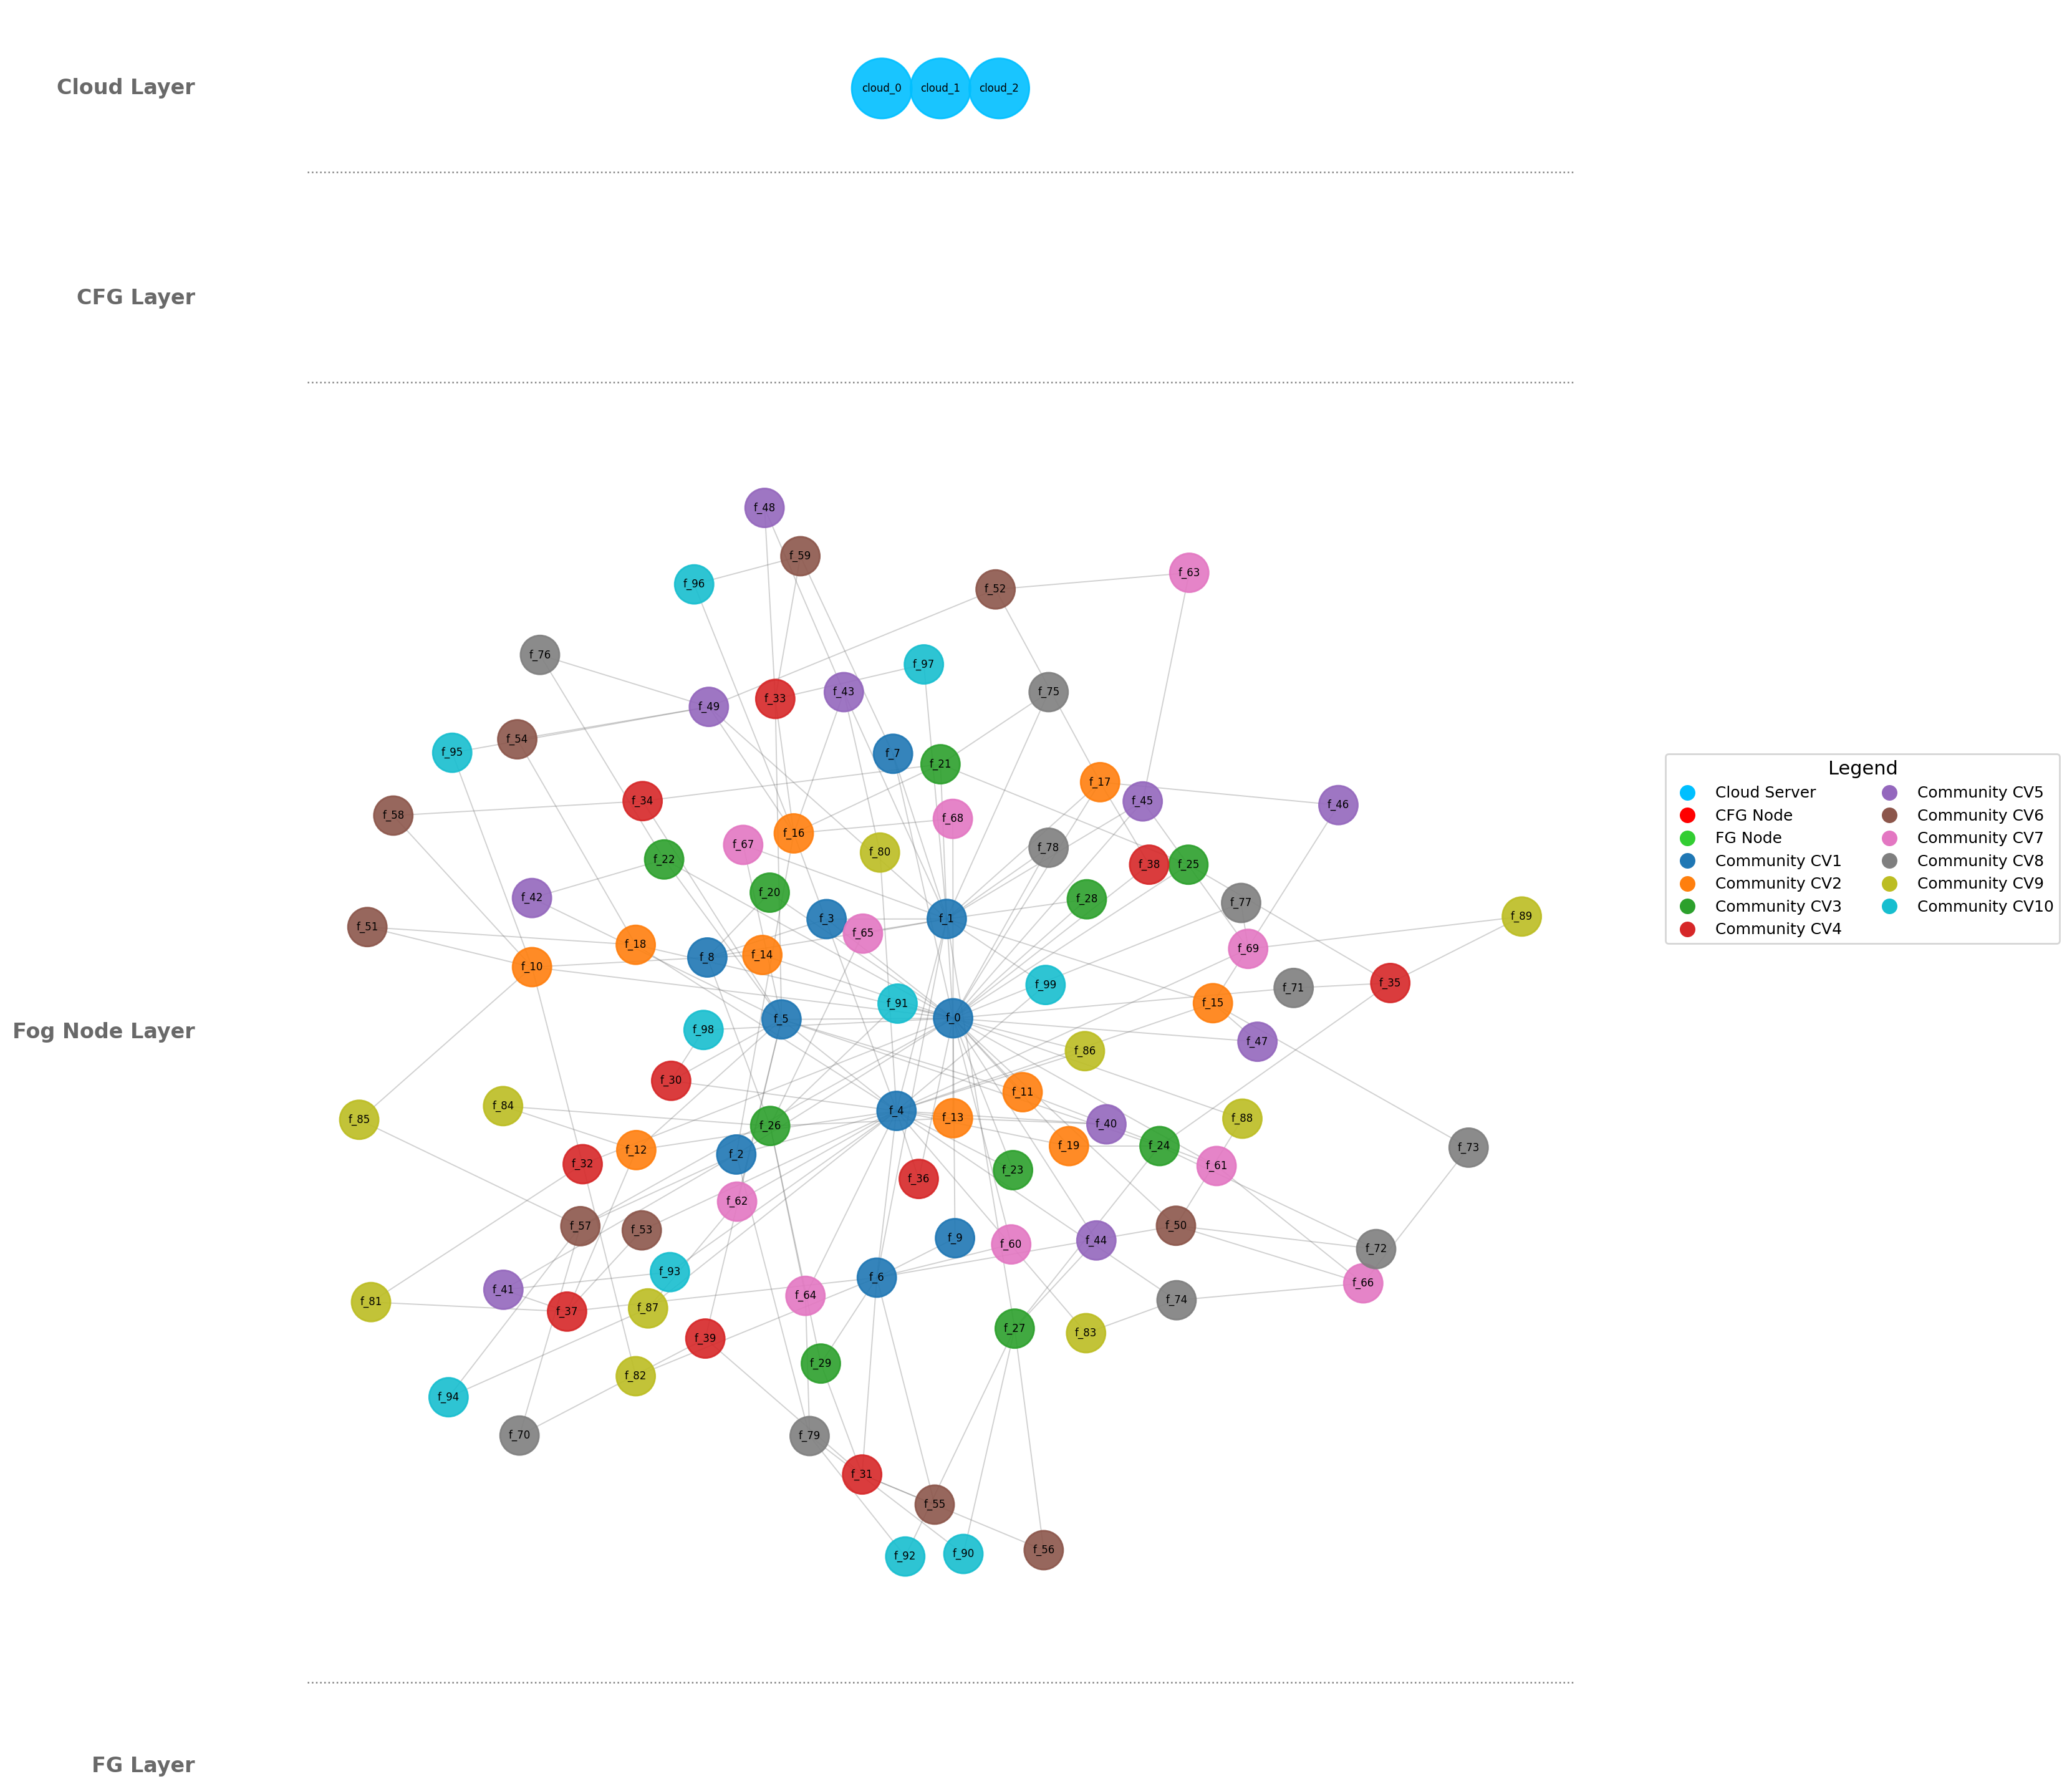 Cloud Layer
cloud_0 cloud_1 cloud_2
CFG Layer
f_48
f_59
f_63
f_96
f_52
f_76
f_97
f_43
f_75
f_33
f_49
f_54
f_95
f_7
f_21
Legend
f_17
Cloud Server
Community CV5
f_34
f_45
f_46
f_58
CFG Node
Community CV6
f_68
f_16
FG Node
Community CV7
f_67
f_78
f_80
Community CV1
Community CV8
f_22
f_38
f_25
Community CV2
Community CV9
f_20
f_42
f_28
f_77
Community CV3
Community CV10
f_89
f_3
f_1
f_51
Community CV4
f_65
f_18
f_69
f_14
f_8
f_10
f_35
f_99
f_71
f_91
f_15
f_5
f_0
Fog Node Layer
f_98
f_47
f_86
f_30
f_11
f_84
f_4
f_13
f_88
f_85
f_40
f_26
f_19
f_24
f_73
f_12
f_2
f_32
f_61
f_23
f_36
f_62
f_50
f_57
f_53
f_9
f_44
f_60
f_72
f_93
f_6
f_66
f_41
f_64
f_74
f_81
f_87
f_37
f_27
f_83
f_39
f_29
f_82
f_94
f_70
f_79
f_31
f_55
f_56
f_90
f_92
FG Layer